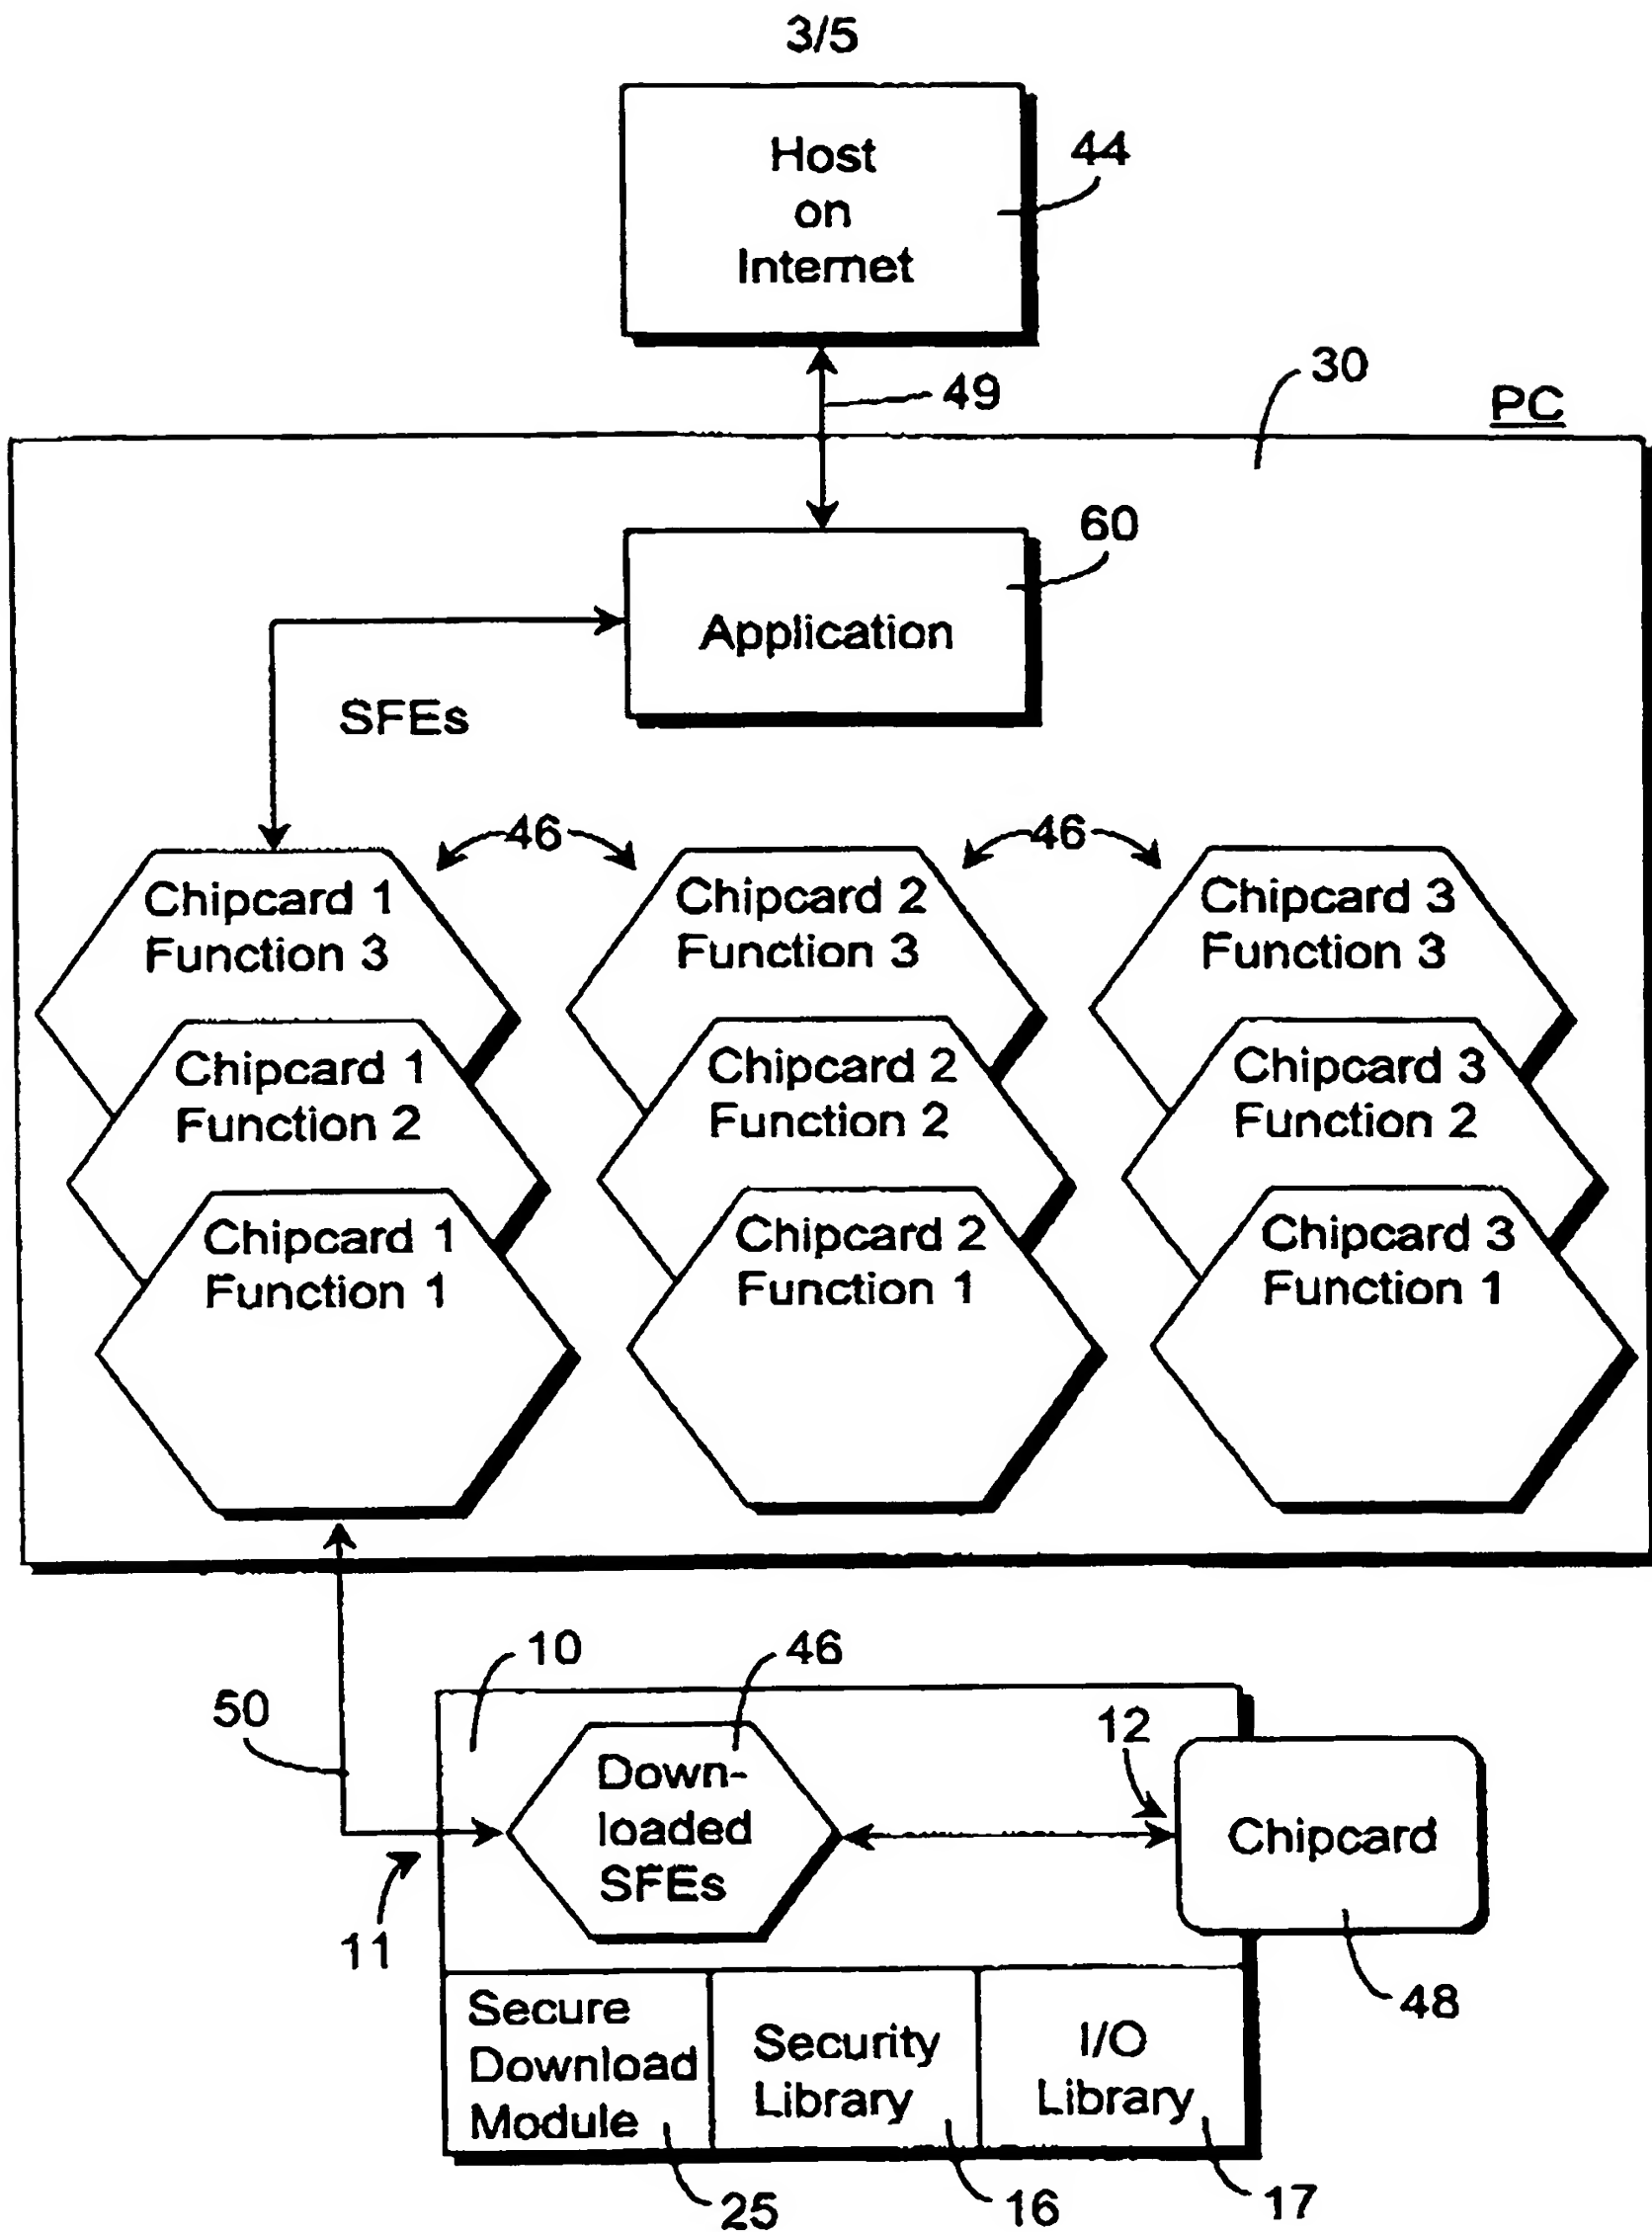 3/5
Host
on
Internet
44
49
30
PC
60
Application
SFEs
46
46
Chipcard 1
Function 3
Chipcard 2
Function 3
Chipcard 3
Function 3
Chipcard 1
Function 2
Chipcard 2
Function 2
Chipcard 3
Function 2
Chipcard 1
Function 1
Chipcard 2
Function 1
Chipcard 3
Function 1
10
46
50
12
Down-
loaded
SFEs
Chipcard
11
48
Secure
Download
Module
Security
Library
I/O
Library
25
16
17